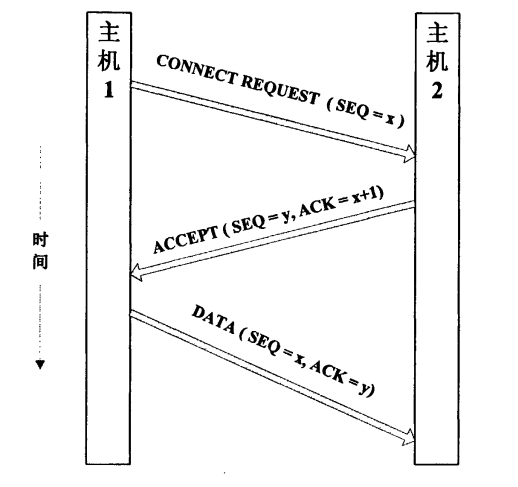 主机1
主机2
CONNECT REQUEST ( SEQ = x )
ACCEPT ( SEQ = y, ACK = x+1)
时间
DATA ( SEQ = x, ACK = y)